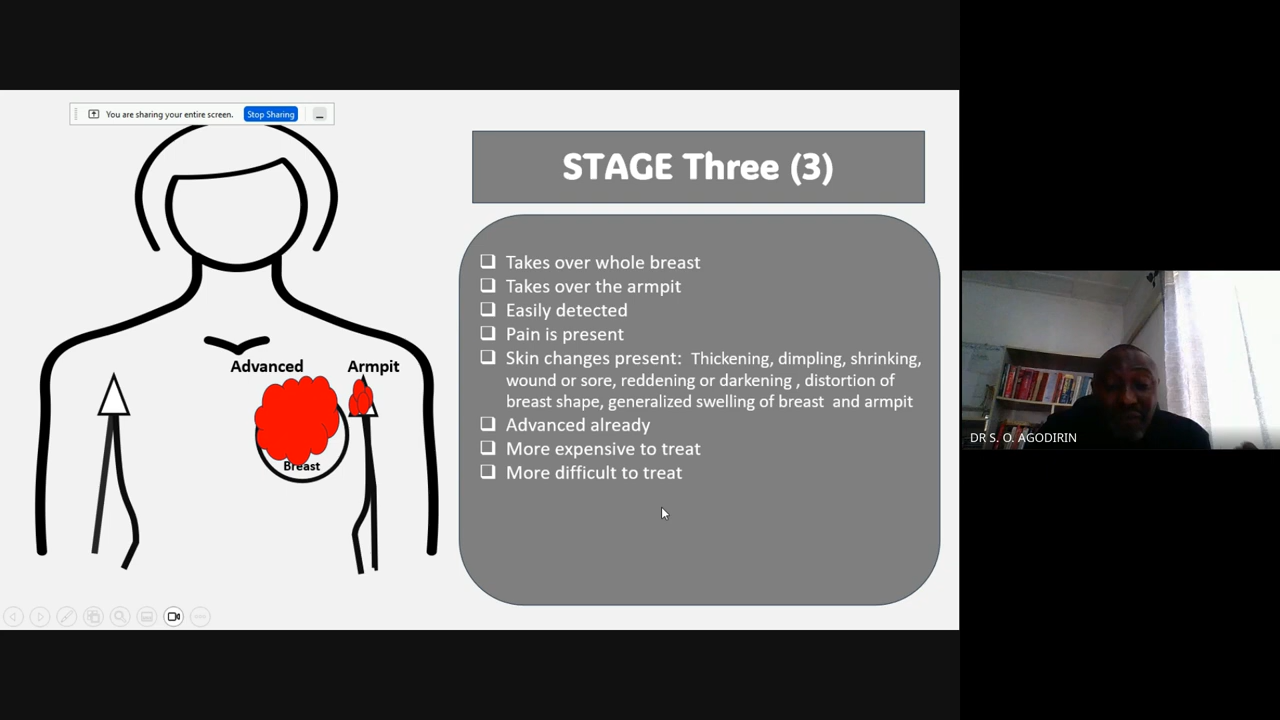 You are sharing your entire screen. Stop Sharing
STAGE Three (3)
❑ Takes over whole breast
❑ Takes over the armpit
❑ Easily detected
❑ Pain is present
❑ Skin changes present: Thickening, dimpling, shrinking,
wound or sore, reddening or darkening , distortion of
breast shape, generalized swelling of breast and armpit
❑ Advanced already
❑ More expensive to treat
❑ More difficult to treat
Advanced Armpit
Breast
DR S. O. AGODIRIN